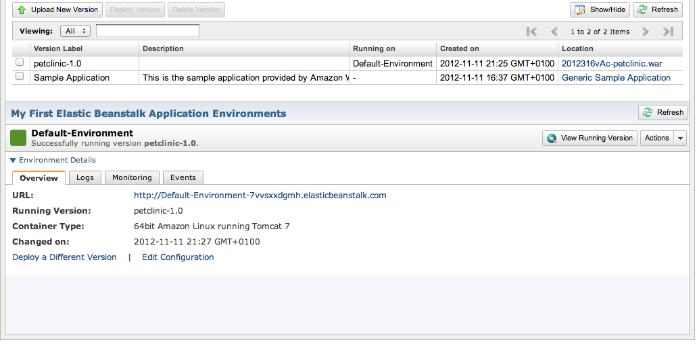 Upload New Version Deploy Version Delete Version Show/Hide Refresh
Viewing: All 1 to 2 of 2 Items
Version Label Description Running on Created on Location
petclinic-1.0 Default-Environment 2012-11-11 21:25 GMT+0100 2012316vAc-petclinic.war
Sample Application This is the sample application provided by Amazon W - 2012-11-11 16:37 GMT+0100 Generic Sample Application
My First Elastic Beanstalk Application Environments Refresh
Default-Environment
Successfully running version petclinic-1.0. View Running Version Actions
Environment Details
Overview Logs Monitoring Events
URL: http://Default-Environment-7vvsxxdgmh.elasticbeanstalk.com
Running Version: petclinic-1.0
Container Type: 64bit Amazon Linux running Tomcat 7
Changed on: 2012-11-11 21:27 GMT+0100
Deploy a Different Version | Edit Configuration